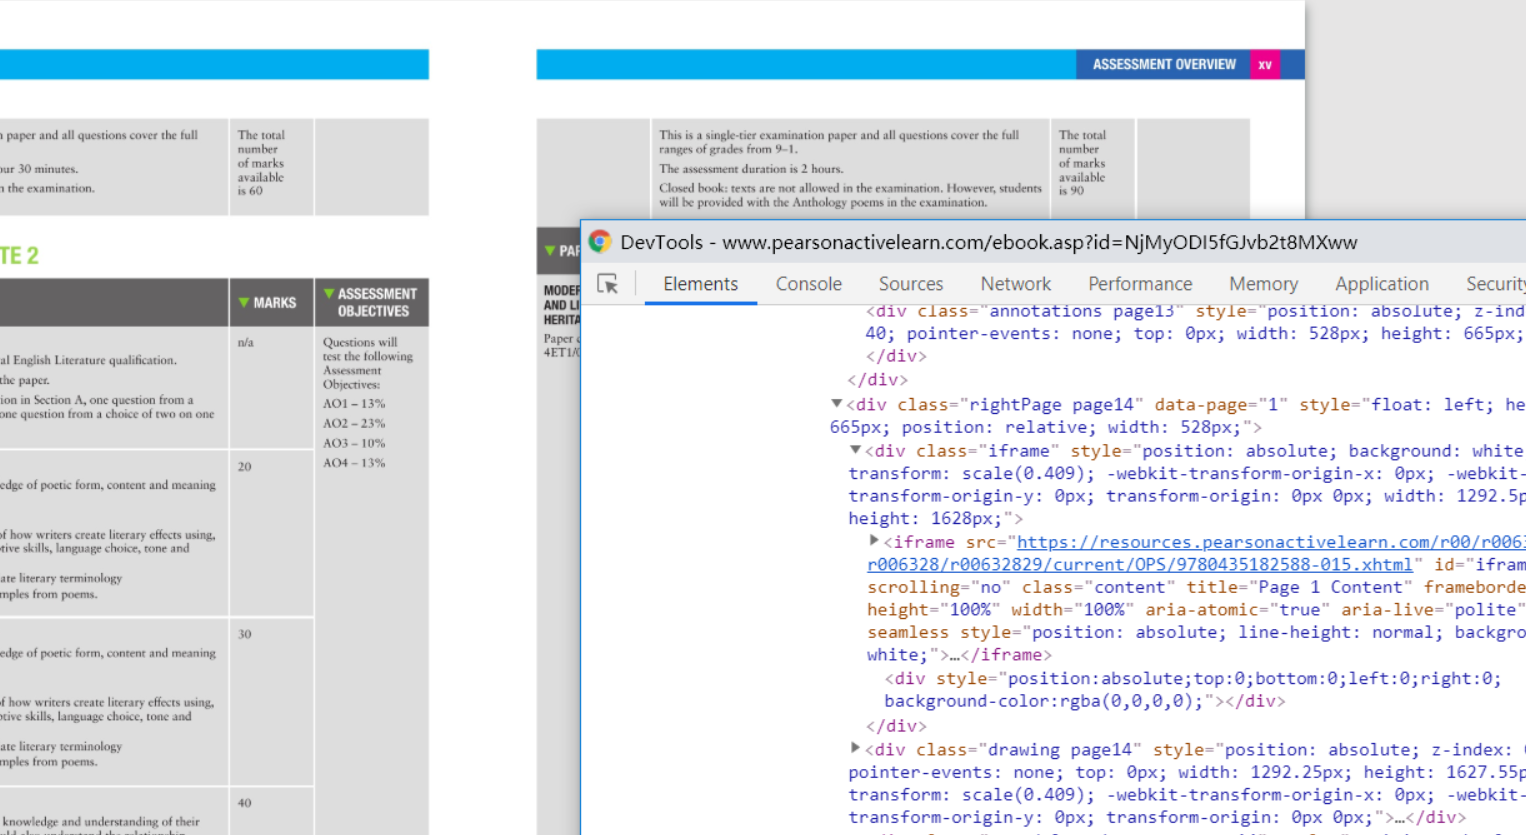 ASSESSMENT OVERVIEW xv
paper and all questions cover the full
our 30 minutes.
n the examination.
The total
number
of marks
available
is 60
This is a single-tier examination paper and all questions cover the full
ranges of grades from 9–1.
The assessment duration is 2 hours.
Closed book: texts are not allowed in the examination. However, students
will be provided with the Anthology poems in the examination.
The total
number
of marks
available
is 90
TE 2
▼ MARKS
▼ ASSESSMENT
OBJECTIVES
al English Literature qualification.
the paper.
ion in Section A, one question from a
one question from a choice of two on one
n/a
Questions will
test the following
Assessment
Objectives:
AO1 – 13%
AO2 – 23%
AO3 – 10%
AO4 – 13%
edge of poetic form, content and meaning
of how writers create literary effects using,
tive skills, language choice, tone and
ate literary terminology
mples from poems.
20
edge of poetic form, content and meaning
of how writers create literary effects using,
ptive skills, language choice, tone and
ate literary terminology
mples from poems.
30
knowledge and understanding of their
40
▼ PAP
MODER
AND LI
HERITA
Paper c
4ET1/0
DevTools - www.pearsonactivelearn.com/ebook.asp?id=NjMyODI5fGJvb2t8MXww
Elements Console Sources Network Performance Memory Application Security
<div class="annotations page13" style="position: absolute; z-ind
40; pointer-events: none; top: 0px; width: 528px; height: 665px;
</div>
</div>
▼<div class="rightPage page14" data-page="1" style="float: left; he
665px; position: relative; width: 528px;">
▼<div class="iframe" style="position: absolute; background: white
transform: scale(0.409); -webkit-transform-origin-x: 0px; -webkit-
transform-origin-y: 0px; transform-origin: 0px 0px; width: 1292.5p
height: 1628px;">
▶<iframe src="https://resources.pearsonactivelearn.com/r00/r0063
r006328/r00632829/current/OPS/9780435182588-015.xhtml" id="ifram
scrolling="no" class="content" title="Page 1 Content" frameborde
height="100%" width="100%" aria-atomic="true" aria-live="polite"
seamless style="position: absolute; line-height: normal; backgro
white;">…</iframe>
<div style="position:absolute;top:0;bottom:0;left:0;right:0;
background-color:rgba(0,0,0,0);"></div>
</div>
▶<div class="drawing page14" style="position: absolute; z-index:
pointer-events: none; top: 0px; width: 1292.25px; height: 1627.55p
transform: scale(0.409); -webkit-transform-origin-x: 0px; -webkit-
transform-origin-y: 0px; transform-origin: 0px 0px;">…</div>